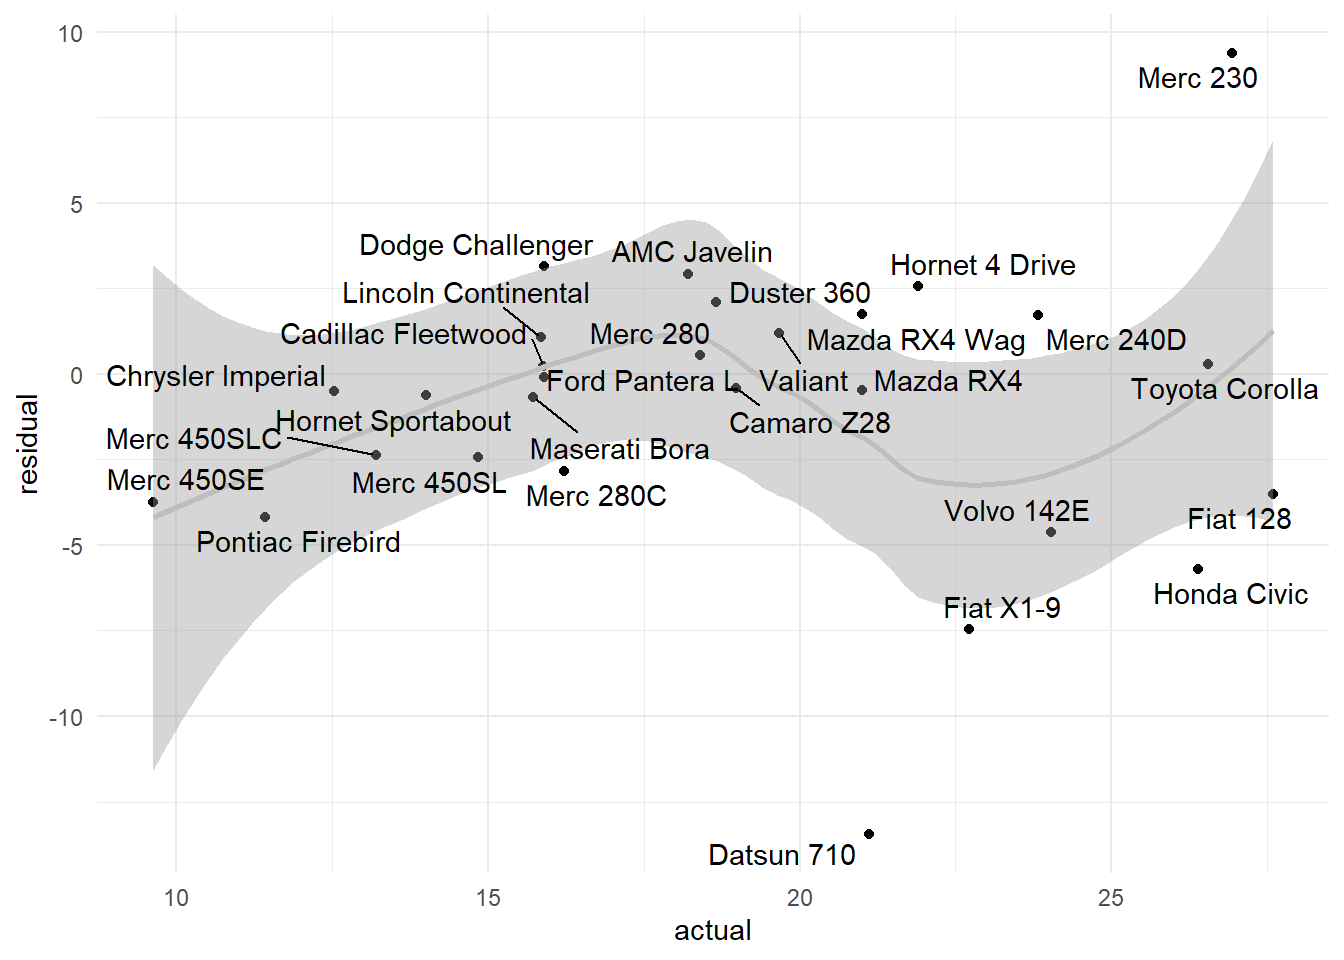 10
Merc 230
5
Dodge Challenger
AMC Javelin
Hornet 4 Drive
Lincoln Continental
Duster 360
Cadillac Fleetwood
Merc 280
Mazda RX4 Wag
Merc 240D
0
Chrysler Imperial
Ford Pantera L
Valiant
Mazda RX4
Toyota Corolla
Hornet Sportabout
Camaro Z28
Merc 450SLC
Maserati Bora
residual
Merc 450SE
Merc 450SL
Merc 280C
Volvo 142E
Fiat 128
-5
Pontiac Firebird
Honda Civic
Fiat X1-9
-10
Datsun 710
10
15
20
25
actual